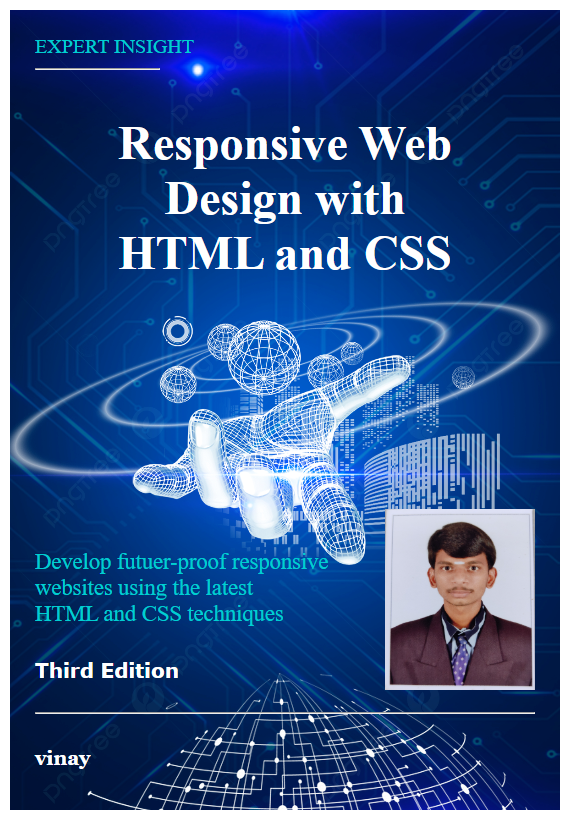 EXPERT INSIGHT
Responsive Web
Design with
HTML and CSS
Develop futuer-proof responsive
websites using the latest
HTML and CSS techniques
Third Edition
vinay